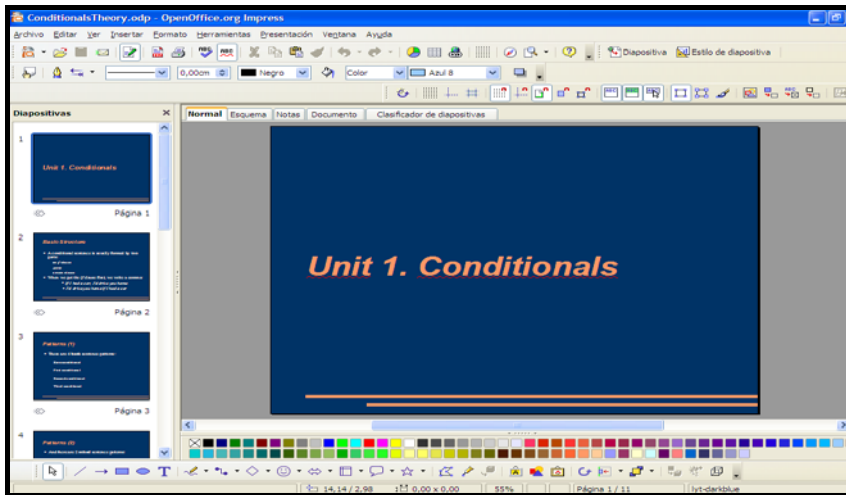 ConditionalsTheory.odp - OpenOffice.org Impress
Archivo Editar Ver Insertar Formato Herramientas Presentación Ventana Ayuda
Diapositiva Estilo de diapositiva
0,00cm Negro Color Azul 8
Diapositivas
Normal Esquema Notas Documento Clasificador de diapositivas
1
Unit 1. Conditionals
Página 1
2
Basic Structure
Página 2
3
Patterns (1)
Página 3
4
Patterns (2)
Unit 1. Conditionals
14,14 / 2,98 0,00 x 0,00 55% Página 1 / 11 lyt-darkblue